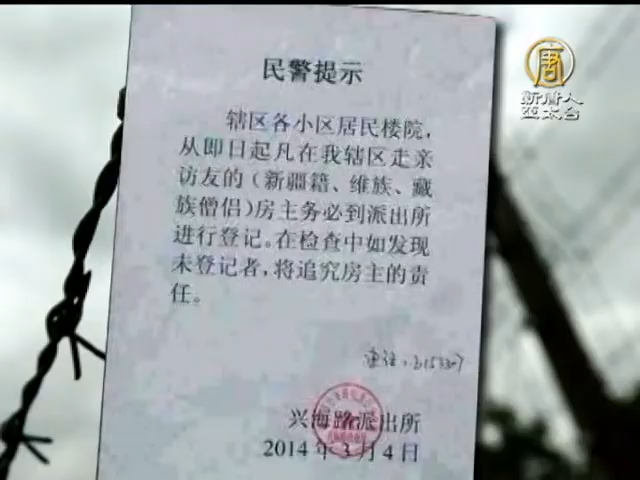 唐
新唐人
亞太台
民警提示
辖区各小区居民楼院，
从即日起凡在我辖区走亲
访友的（新疆籍、维族、藏
族僧侣）房主务必到派出所
进行登记。在检查中如发现
未登记者，将追究房主的责
任。
兴海路派出所
2014年3月4日